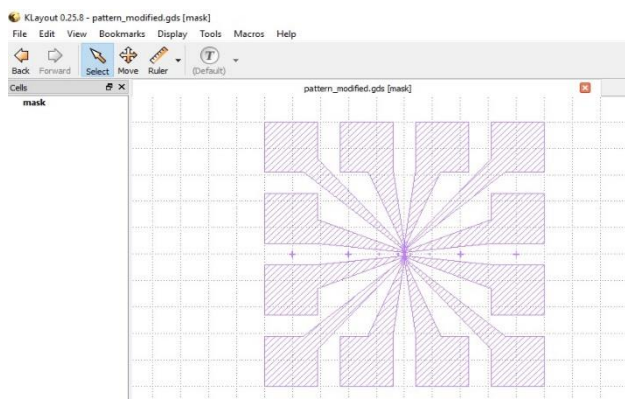 KLayout 0.25.8 - pattern_modified.gds [mask]
File Edit View Bookmarks Display Tools Macros Help
T
Back Forward Select Move Ruler (Default)
Cells
pattern_modified.gds [mask]
mask